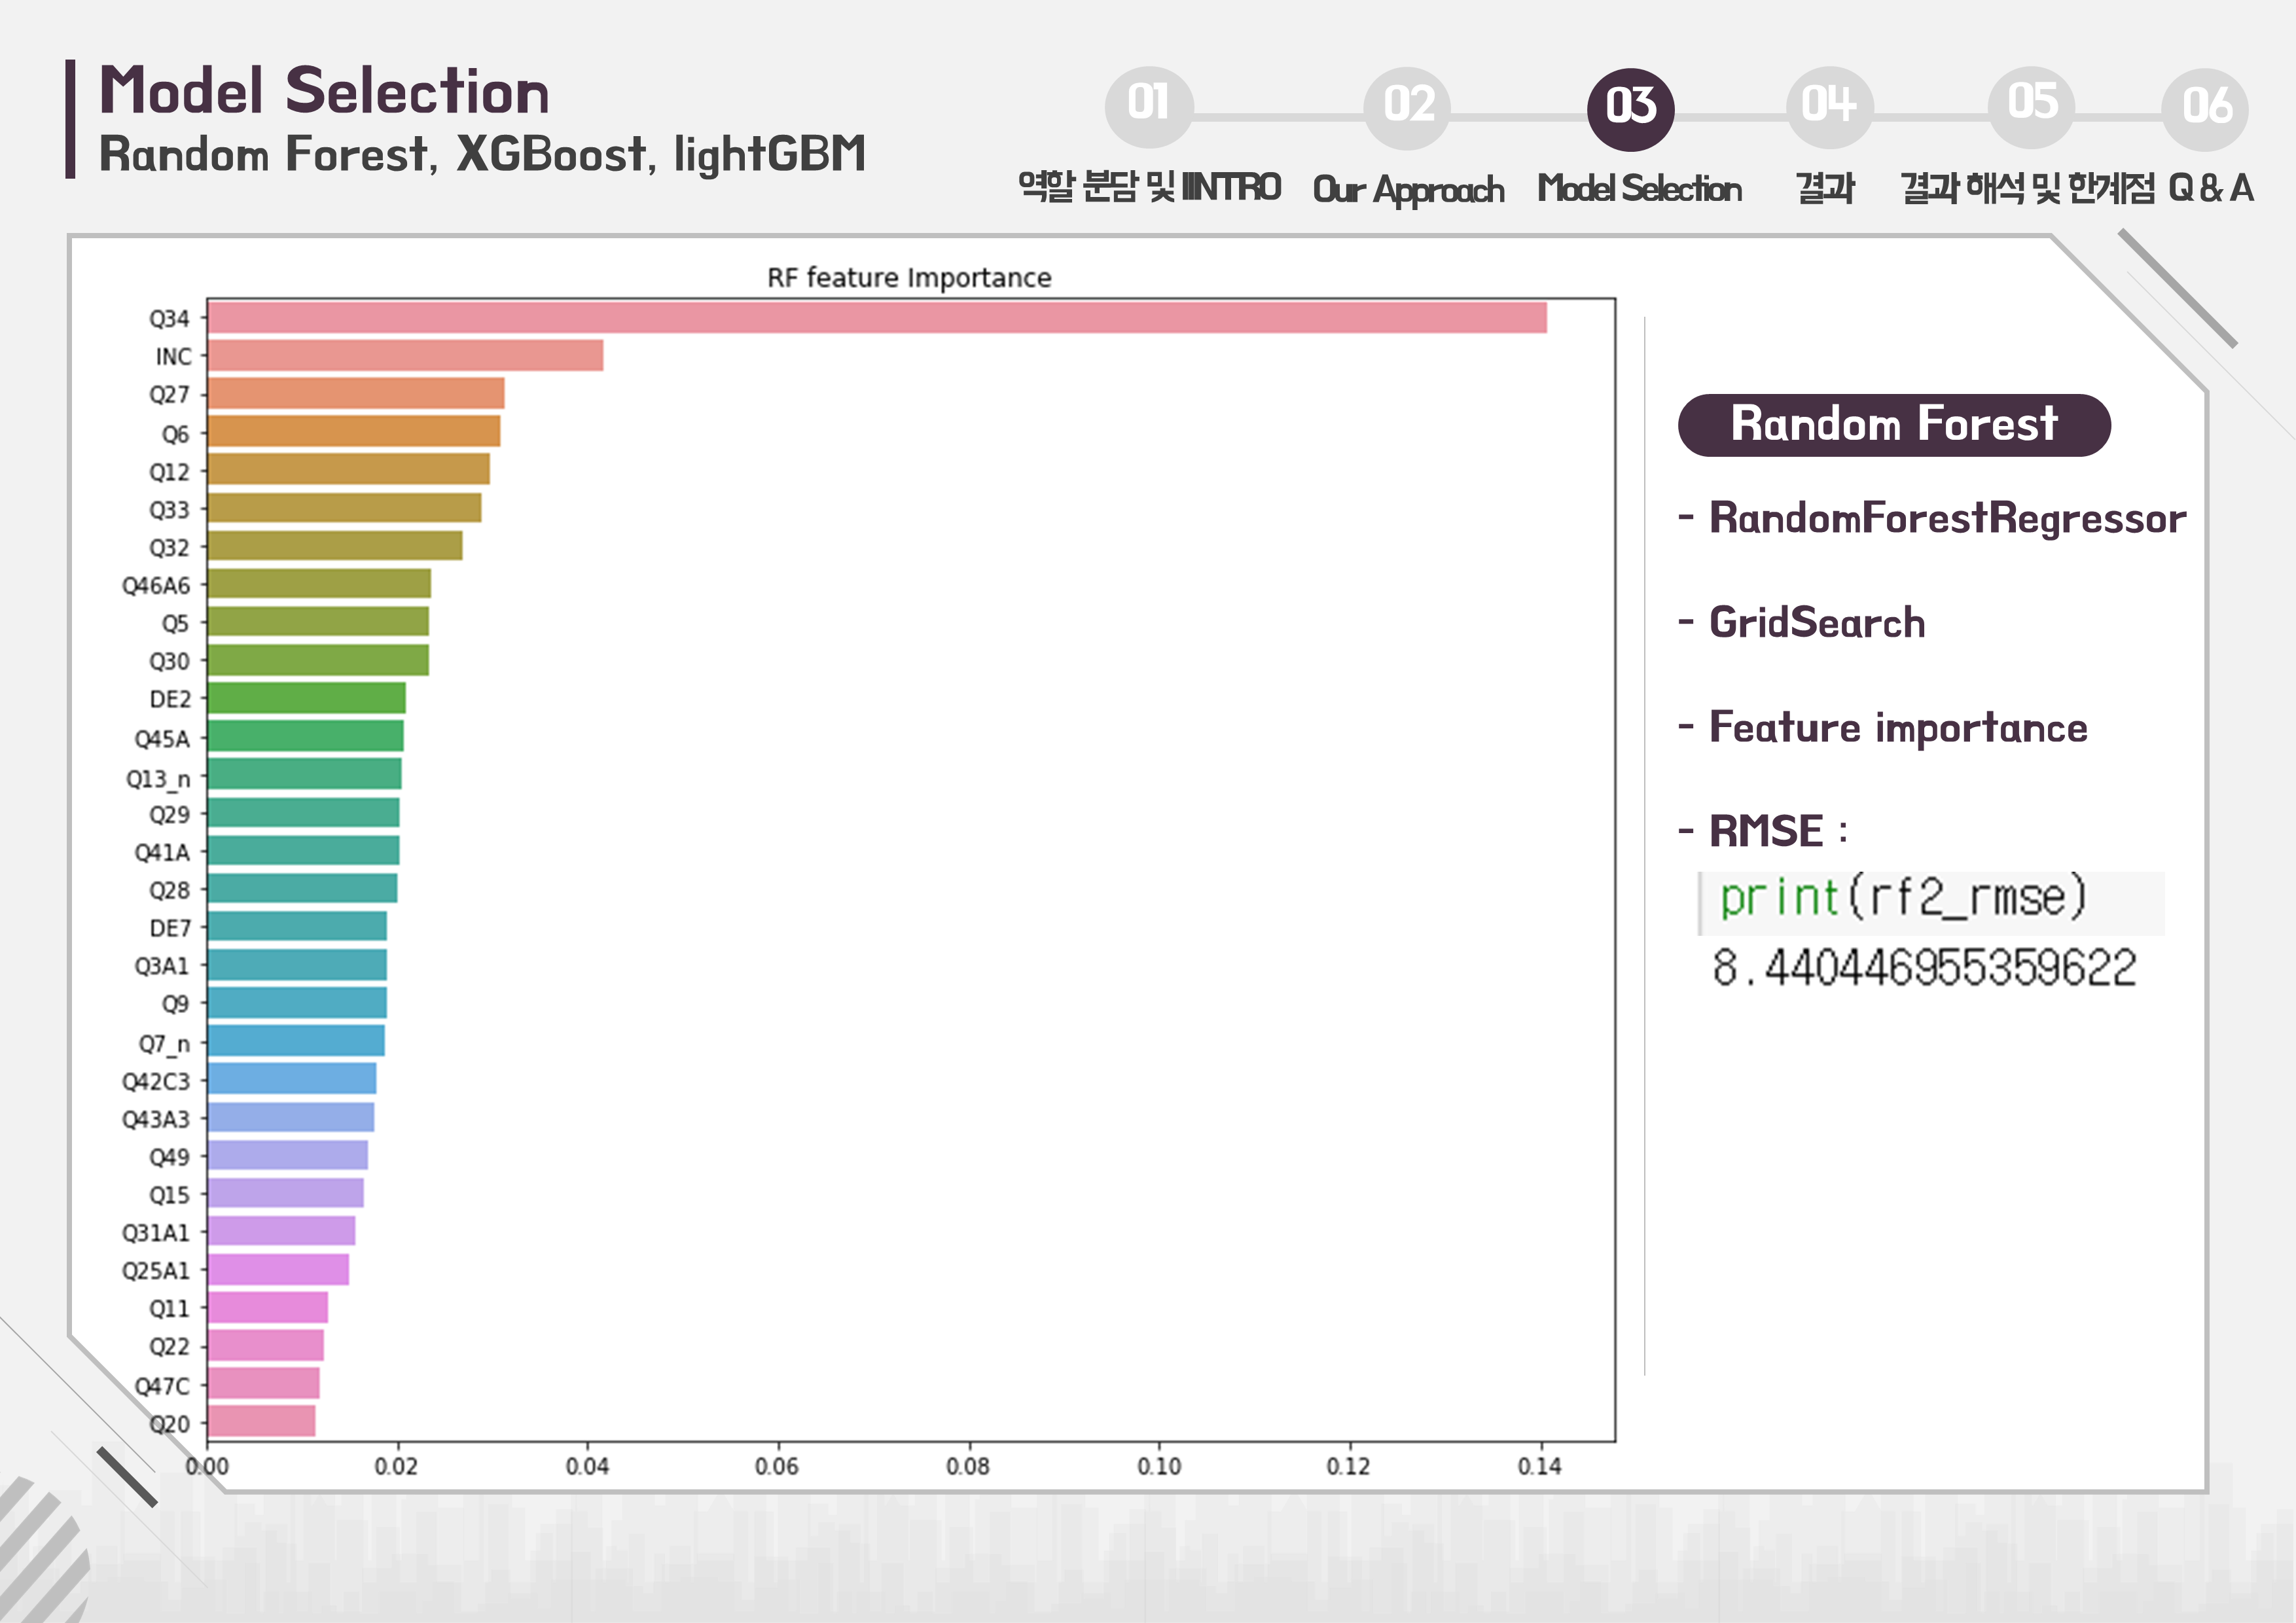 Model Selection
Random Forest, XGBoost, lightGBM
01
02
03
04
05
06
역할 분담 및 IINTRO
Our Approach
Model Selection
결과
결과 해석 및 한계점
Q & A
RF feature Importance
Q34
INC
Q27
Q6
Q12
Q33
Q32
Q46A6
Q5
Q30
DE2
Q45A
Q13_n
Q29
Q41A
Q28
DE7
Q3A1
Q9
Q7_n
Q42C3
Q43A3
Q49
Q15
Q31A1
Q25A1
Q11
Q22
Q47C
Q20
0.00 0.02 0.04 0.06 0.08 0.10 0.12 0.14
Random Forest
- RandomForestRegressor
- GridSearch
- Feature importance
- RMSE :
print(rf2_rmse)
8.440446955359622